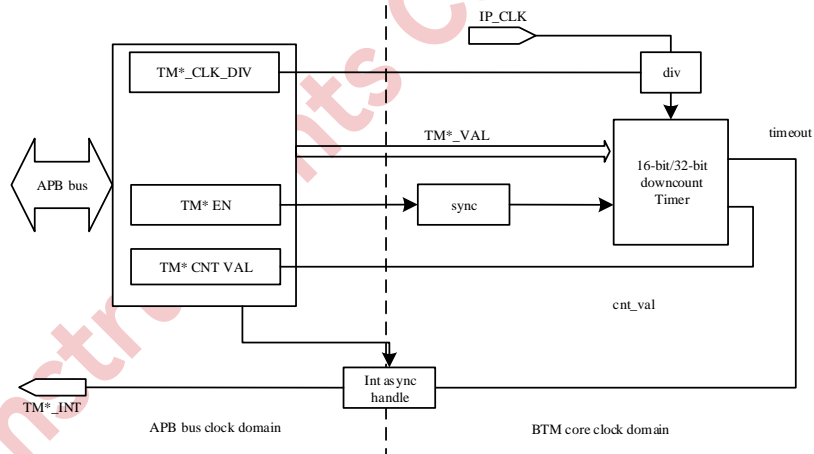 IP_CLK
TM*_CLK_DIV
div
TM*_VAL
timeout
16-bit/32-bit
downcount
Timer
APB bus
TM* EN
sync
TM* CNT VAL
cnt_val
Int async
handle
TM*_INT
APB bus clock domain
BTM core clock domain